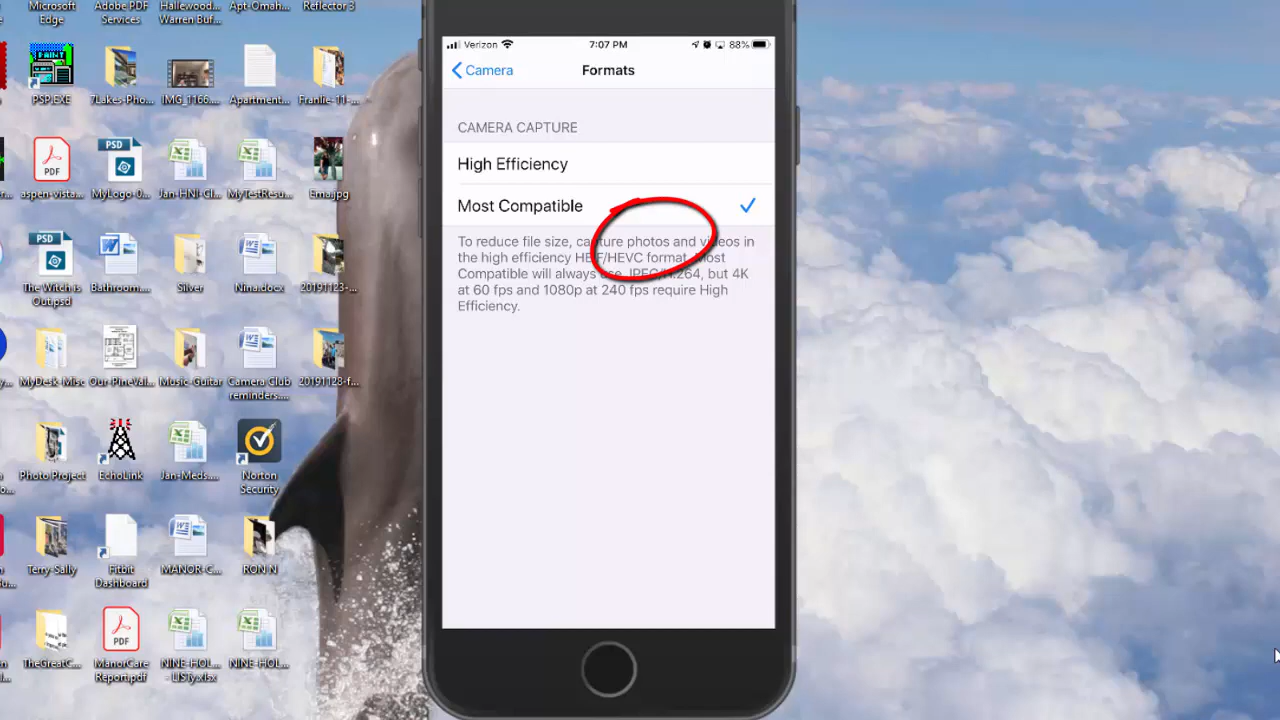 Microsoft
Edge
Adobe PDF
Services
Hallewood...
Warren Buf...
Apt-Omah...
Reflector 3
PAINT
PSP.EXE
7Lakes-Pho...
IMG_1166....
Apartment...
Franlie-11-...
PDF
aspen-vista...
PSD
MyLogo-0...
Jan-HNI-Cl...
MyTestResu...
Ema.jpg
PSD
The Witch is
Out.psd
Bathroom....
Silver
Nina.docx
20191123-...
MyDesk-Misc
Our-PineVal...
Music-Guitar
Camera Club
reminders....
20191128-f...
Photo Project
EchoLink
Jan-Meds....
Norton
Security
Terry-Sally
Fitbit
Dashboard
MANOR-C...
RON N
TheGreatC...
PDF
ManorCare
Report.pdf
NINE-HOL...
- LISTy.xlsx
NINE-HOL...
Verizon
7:07 PM
88%
Camera
Formats
CAMERA CAPTURE
High Efficiency
Most Compatible
To reduce file size, capture photos and videos in
the high efficiency HEIF/HEVC format. Most
Compatible will always use JPEG/H.264, but 4K
at 60 fps and 1080p at 240 fps require High
Efficiency.